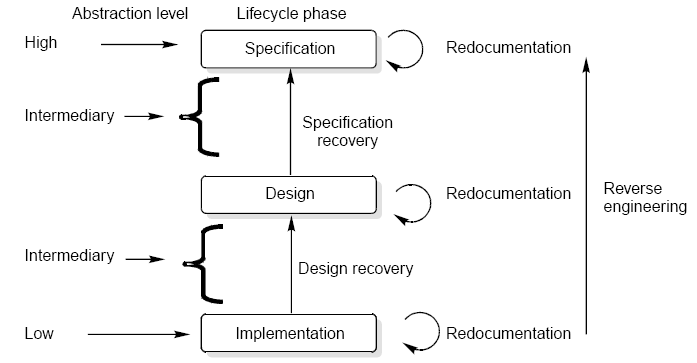 Abstraction level
Lifecycle phase
High
Specification
Redocumentation
Intermediary
Specification
recovery
Design
Redocumentation
Reverse
engineering
Intermediary
Design recovery
Low
Implementation
Redocumentation